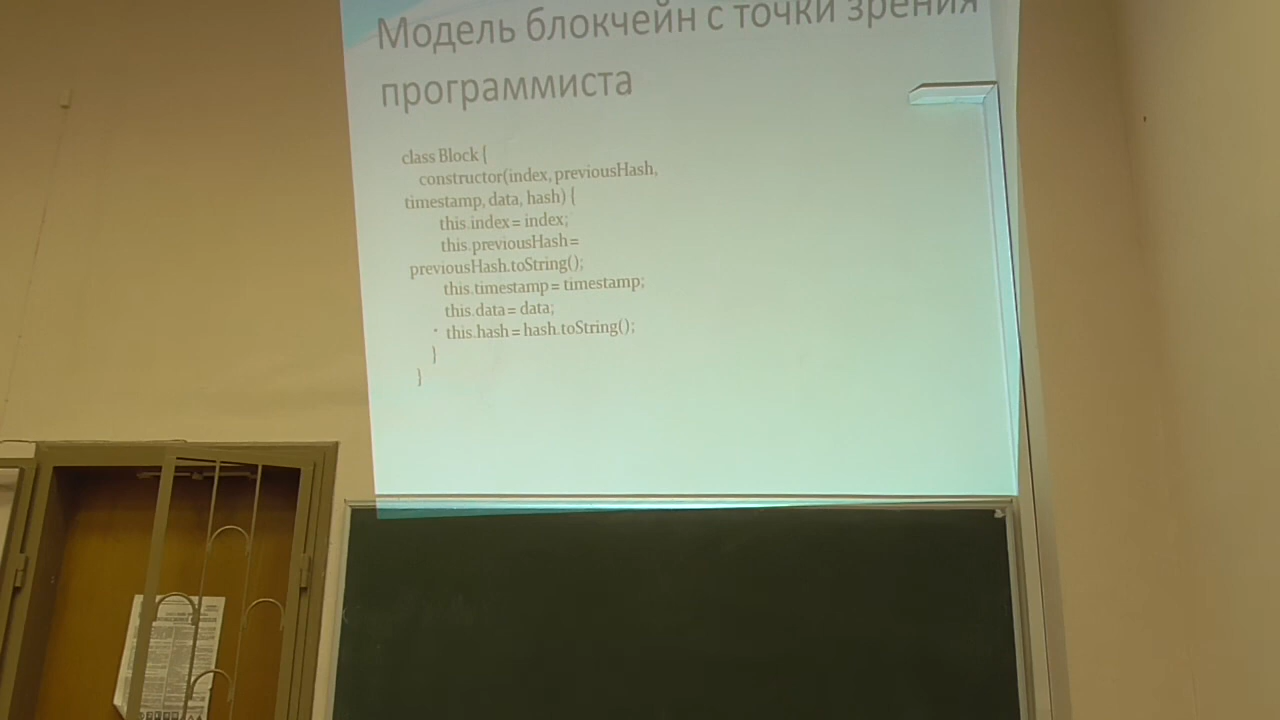 Модель блокчейн с точки зрения
программиста
class Block {
constructor(index, previousHash,
timestamp, data, hash) {
this.index = index;
this.previousHash =
previousHash.toString();
this.timestamp = timestamp;
this.data = data;
• this.hash = hash.toString();
}
}